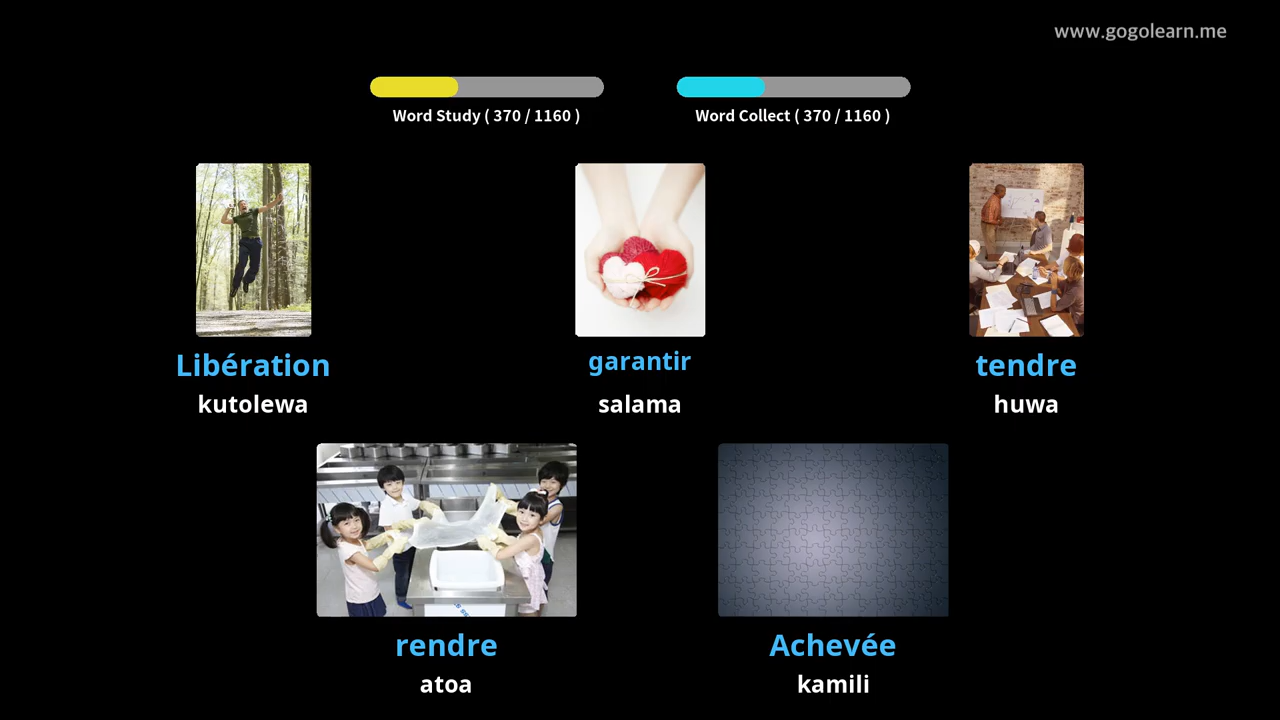 www.gogolearn.me
Word Study ( 370 / 1160 )
Word Collect ( 370 / 1160 )
Libération
kutolewa
garantir
salama
tendre
huwa
rendre
atoa
Achevée
kamili